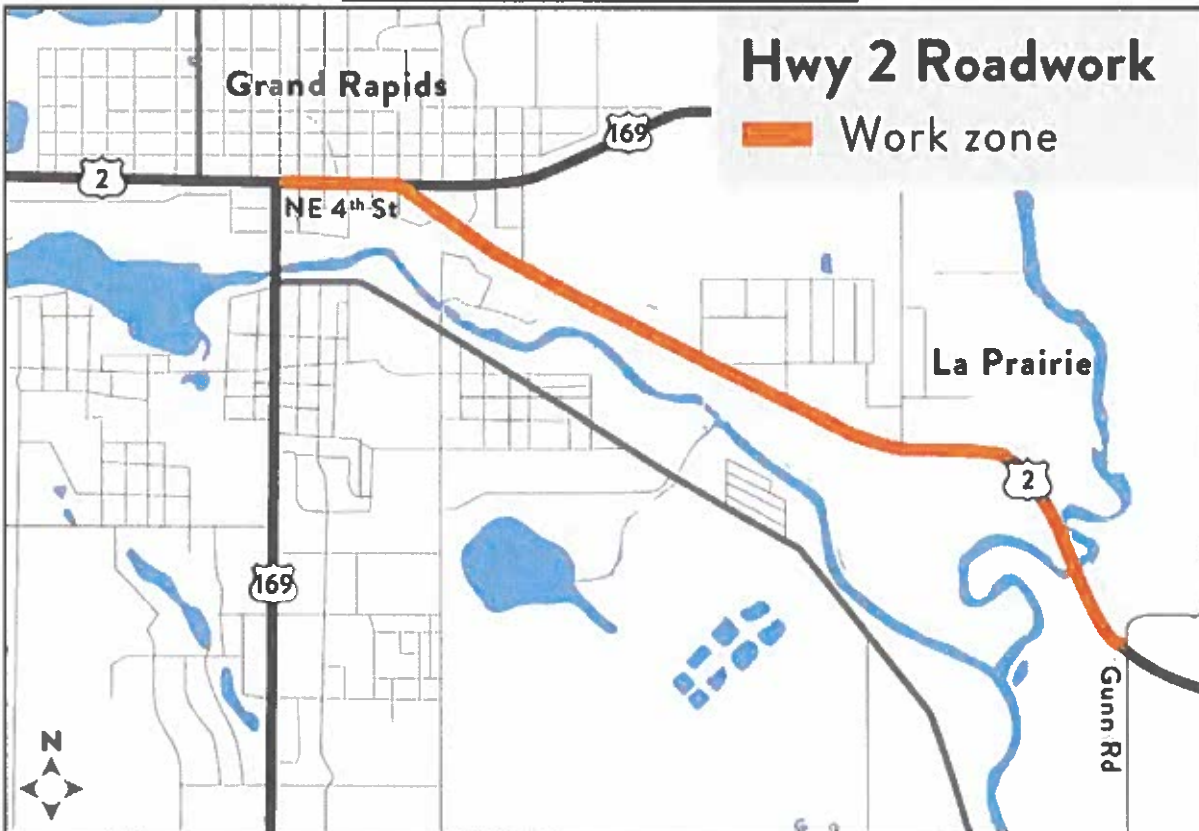 Hwy 2 Roadwork
Work zone
Grand Rapids
169
2
NE 4th St
La Prairie
2
169
Gunn Rd
N